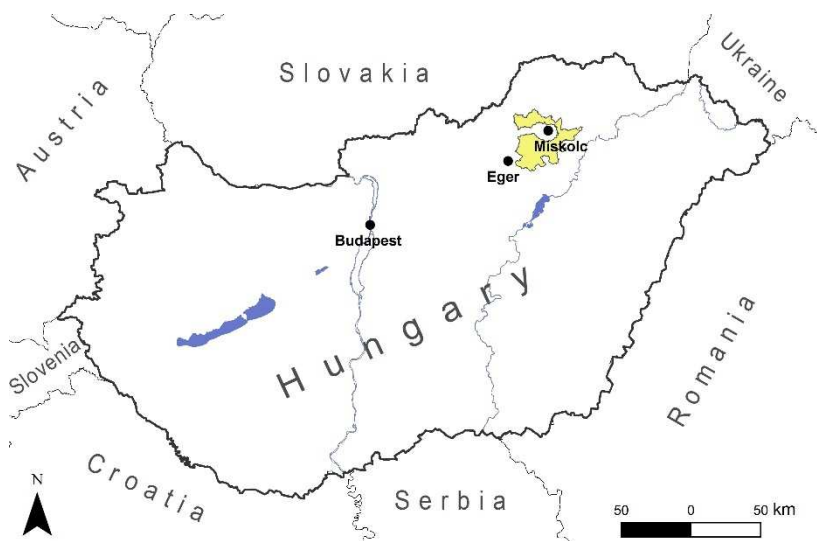 Slovakia
Ukraine
Austria
Miskolc
Eger
Budapest
Hungary
Slovenia
Romania
Croatia
Serbia
N
50 0 50 km